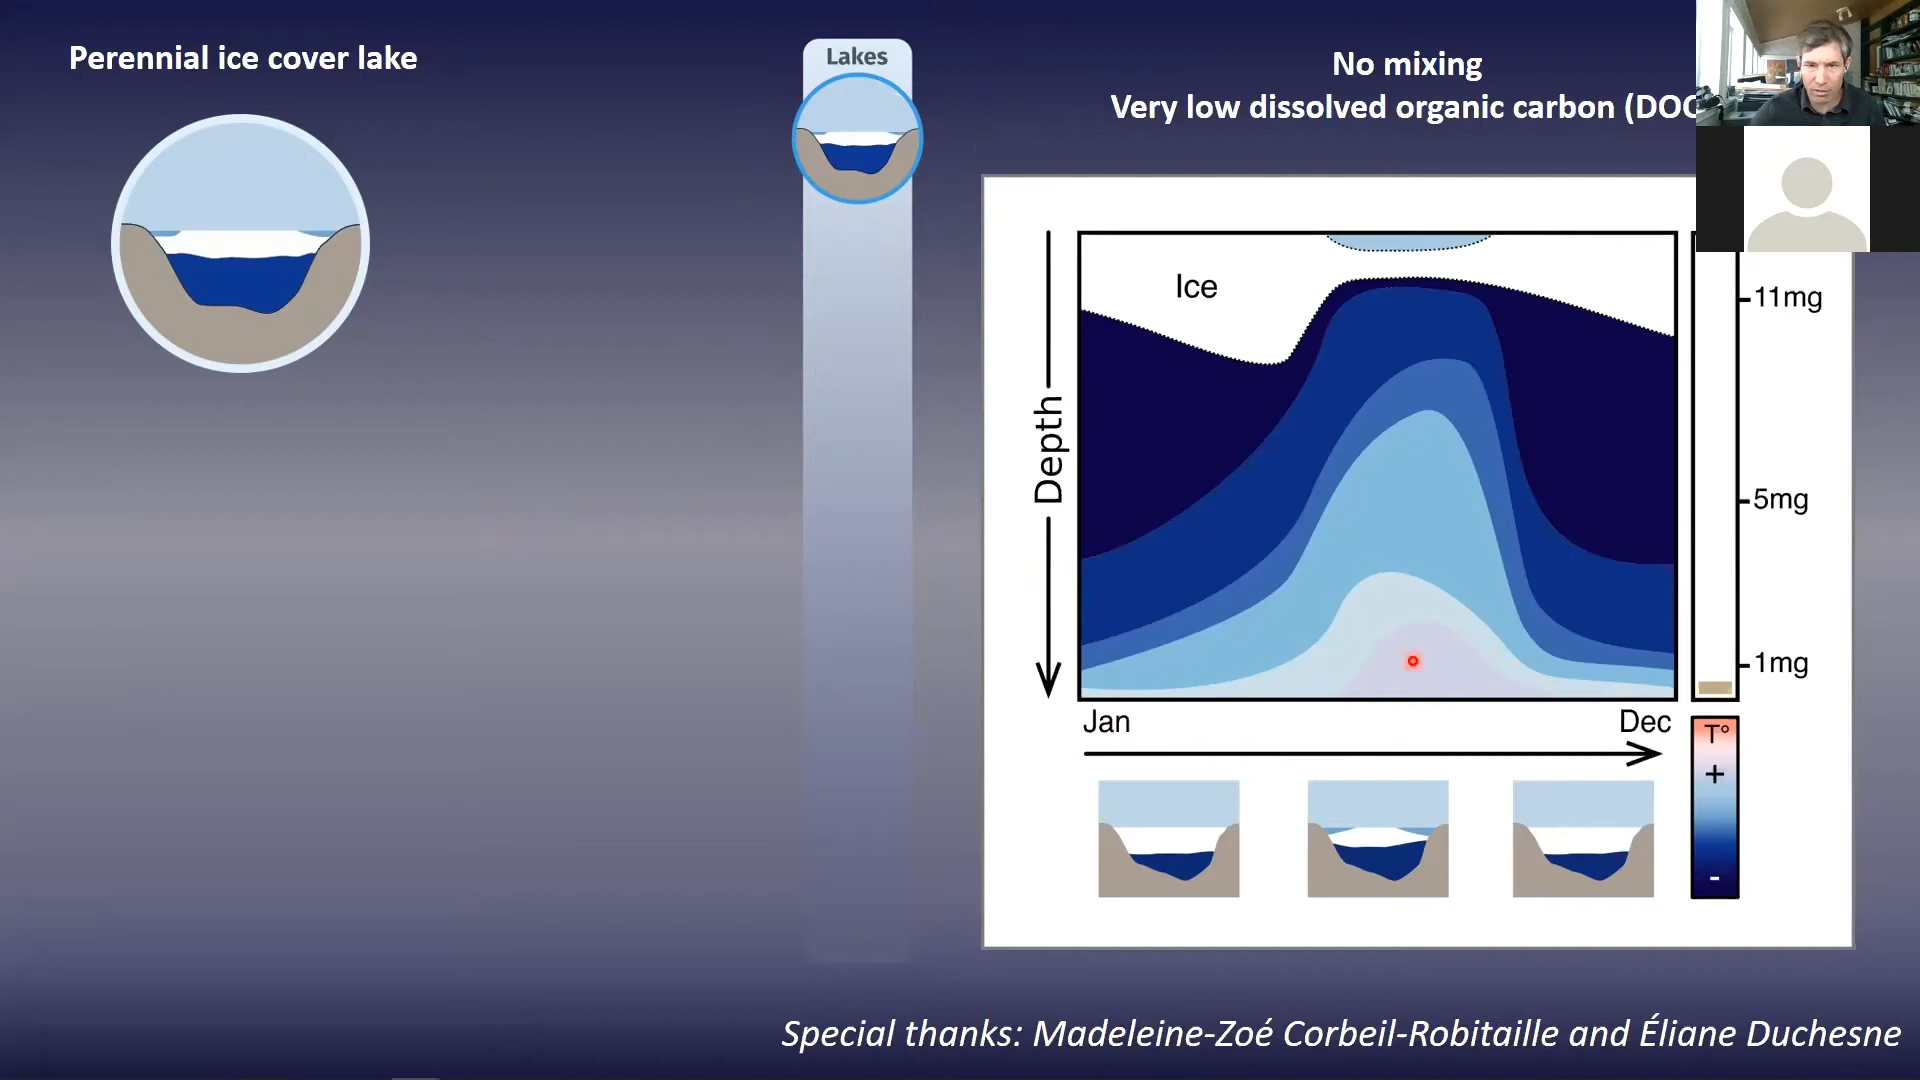 Perennial ice cover lake
Lakes
No mixing
Very low dissolved organic carbon (DOC
Ice
Depth
11mg
5mg
1mg
Jan
Dec
T°
+
-
Special thanks: Madeleine-Zoé Corbeil-Robitaille and Éliane Duchesne